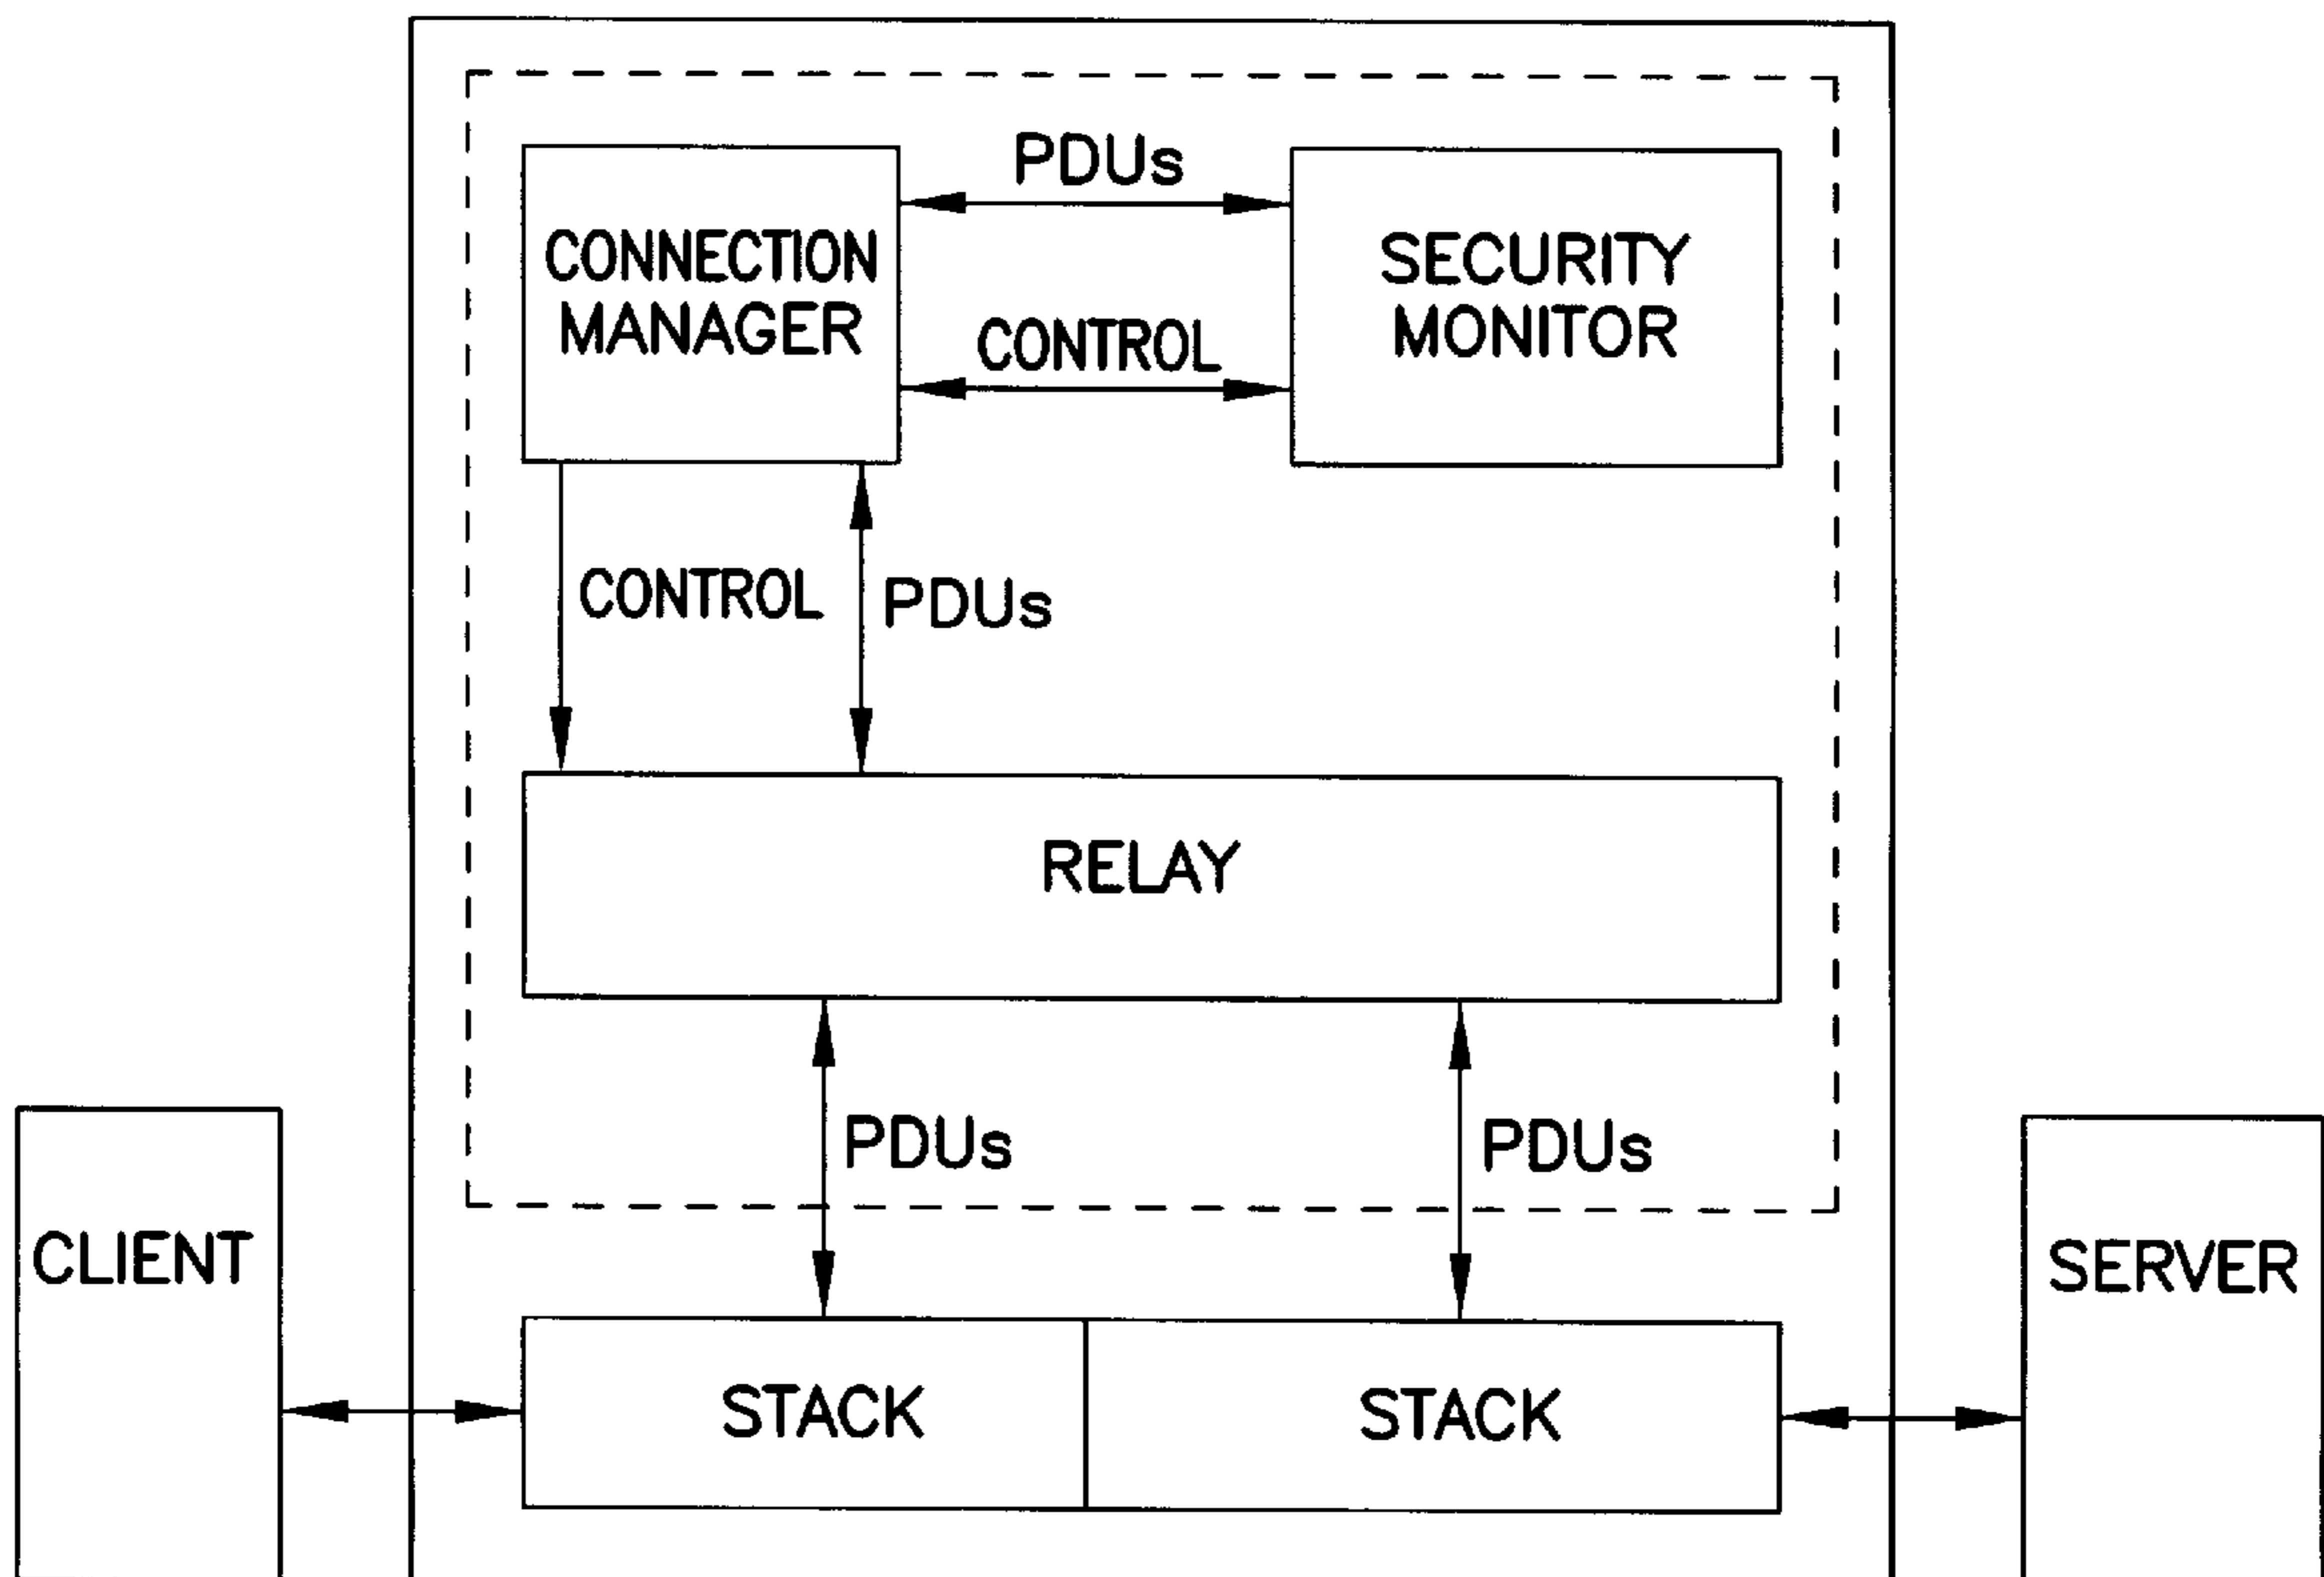 PDUs
CONNECTION
MANAGER
SECURITY
MONITOR
CONTROL
CONTROL
PDUs
RELAY
PDUs
PDUs
CLIENT
SERVER
STACK
STACK